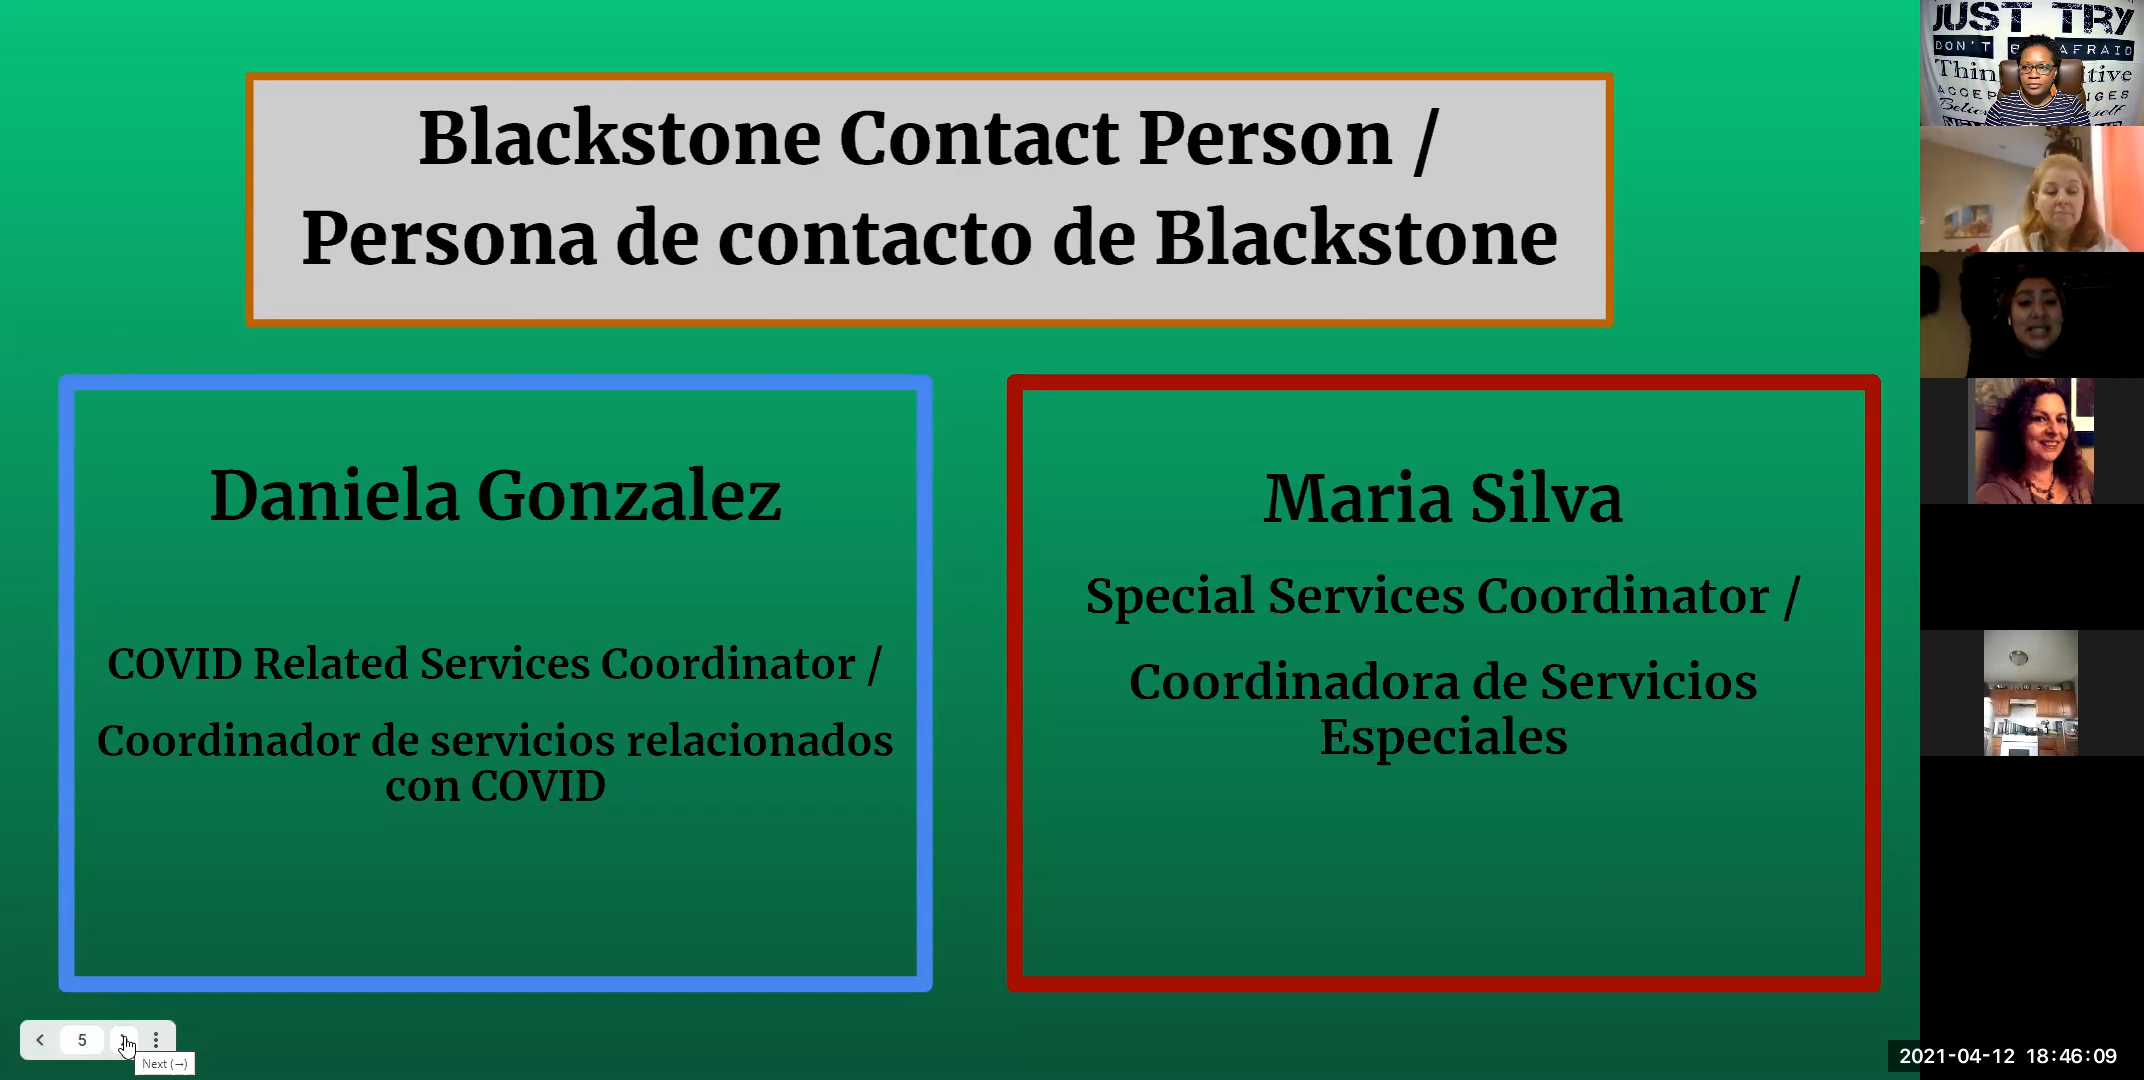 Blackstone Contact Person /
Persona de contacto de Blackstone
Daniela Gonzalez
COVID Related Services Coordinator /
Coordinador de servicios relacionados
con COVID
Maria Silva
Special Services Coordinator /
Coordinadora de Servicios
Especiales
5
Next (→)
JUST TRY
DON'T AFRAID
2021-04-12 18:46:09